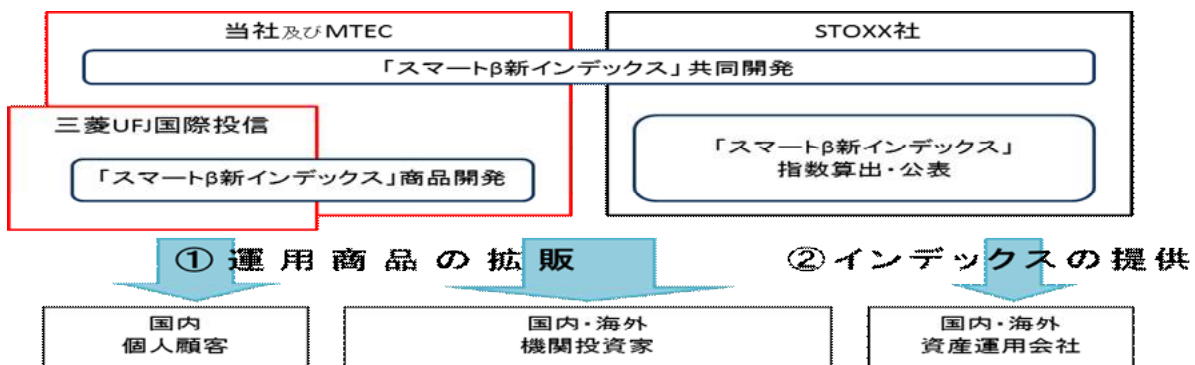 当社及びMTEC
STOXX社
「スマートβ新インデックス」共同開発
三菱UFJ国際投信
「スマートβ新インデックス」
指数算出・公表
「スマートβ新インデックス」商品開発
①運用商品の拡販
②インデックスの提供
国内
個人顧客
国内・海外
機関投資家
国内・海外
資産運用会社